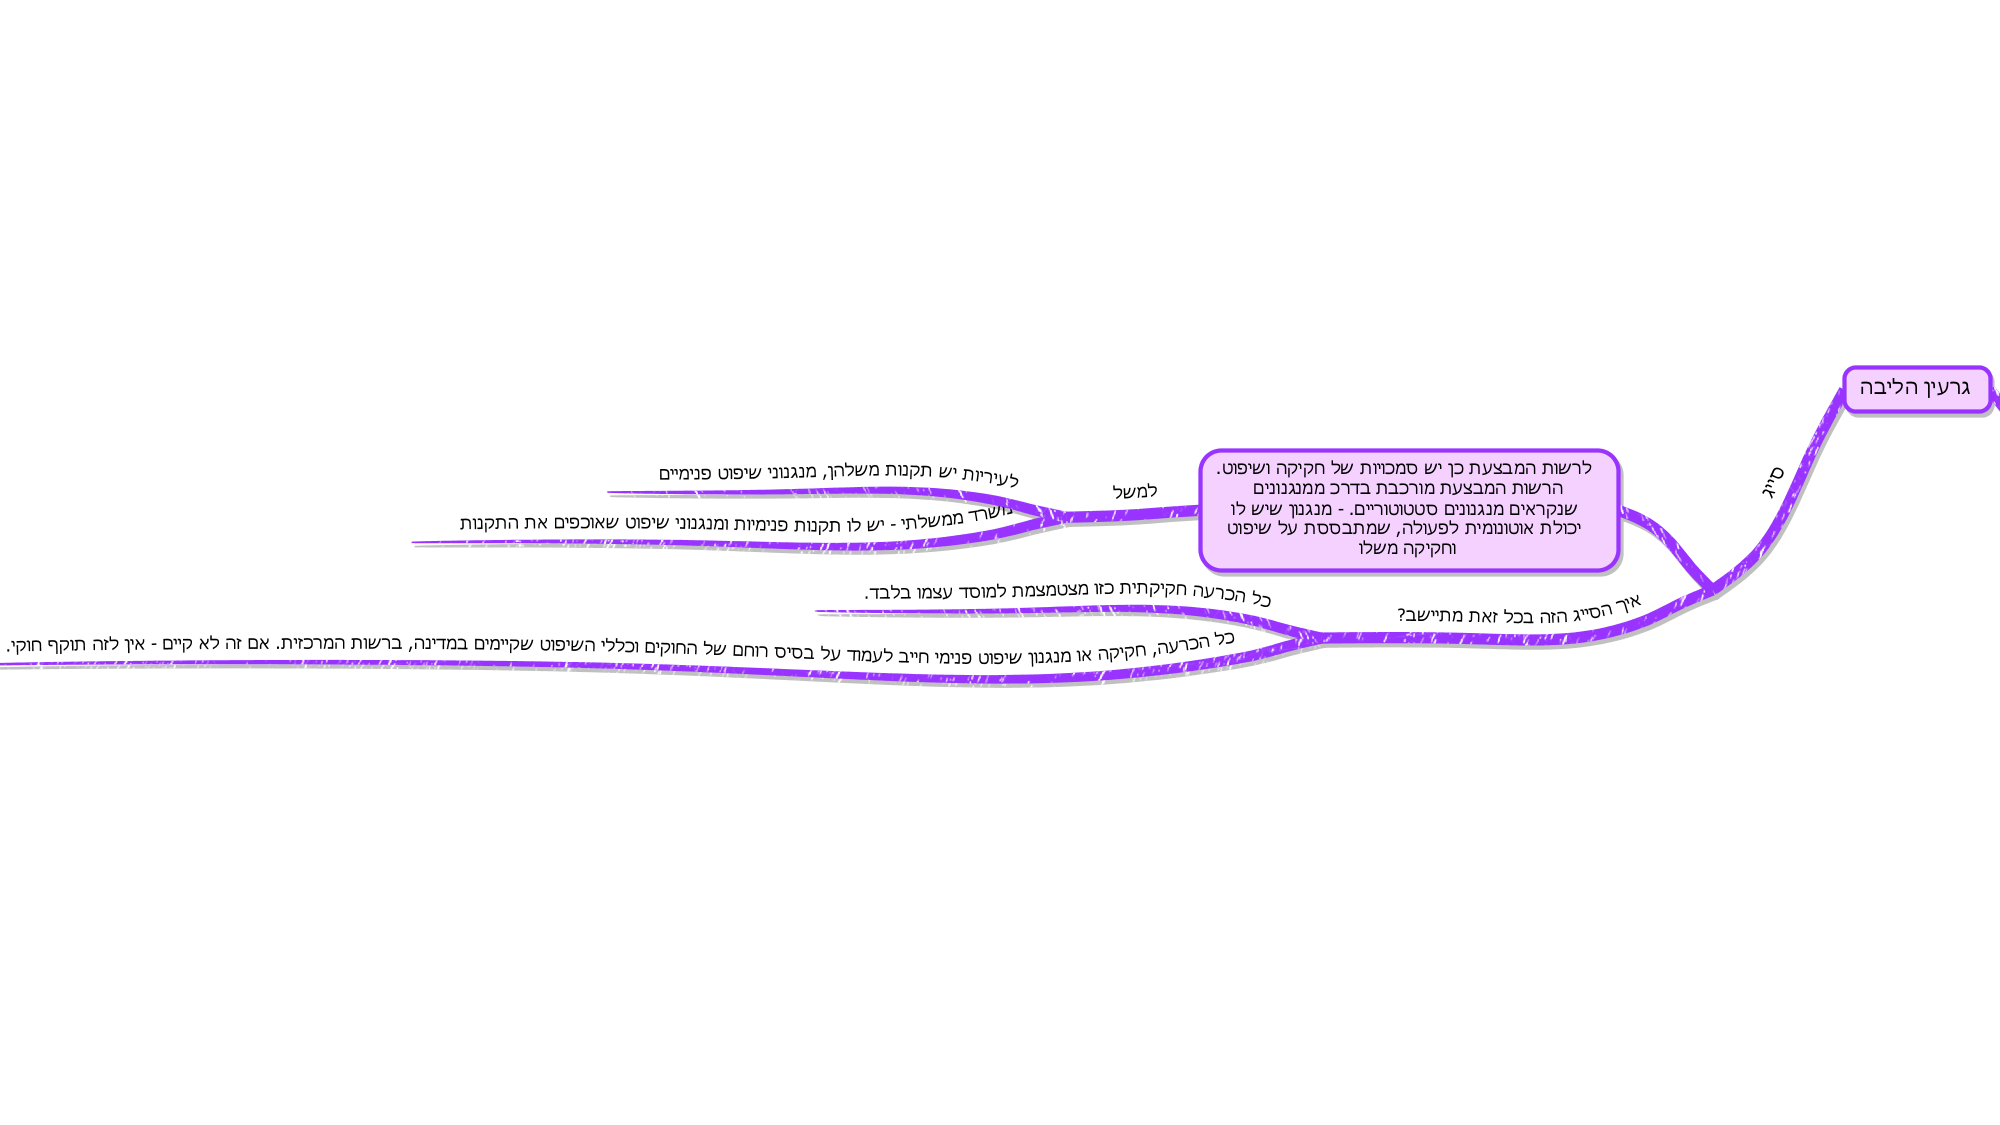 גרעין הליבה
סייג
לרשות המבצעת כן יש סמכויות של חקיקה ושיפוט.
הרשות המבצעת מורכבת בדרכ ממנגנונים
שנקראים מנגנונים סטטוטוריים. - מנגנון שיש לו
יכולת אוטונומית לפעולה, שמתבססת על שיפוט
וחקיקה משלו
למשל
לעיריות יש תקנות משלהן, מנגנוני שיפוט פנימיים
משרד ממשלתי - יש לו תקנות פנימיות ומנגנוני שיפוט שאוכפים את התקנות
איך הסייג הזה בכל זאת מתיישב?
כל הכרעה חקיקתית כזו מצטמצמת למוסד עצמו בלבד.
כל הכרעה, חקיקה או מנגנון שיפוט פנימי חייב לעמוד על בסיס רוחם של החוקים וכללי השיפוט שקיימים במדינה, ברשות המרכזית. אם זה לא קיים - אין לזה תוקף חוקי.